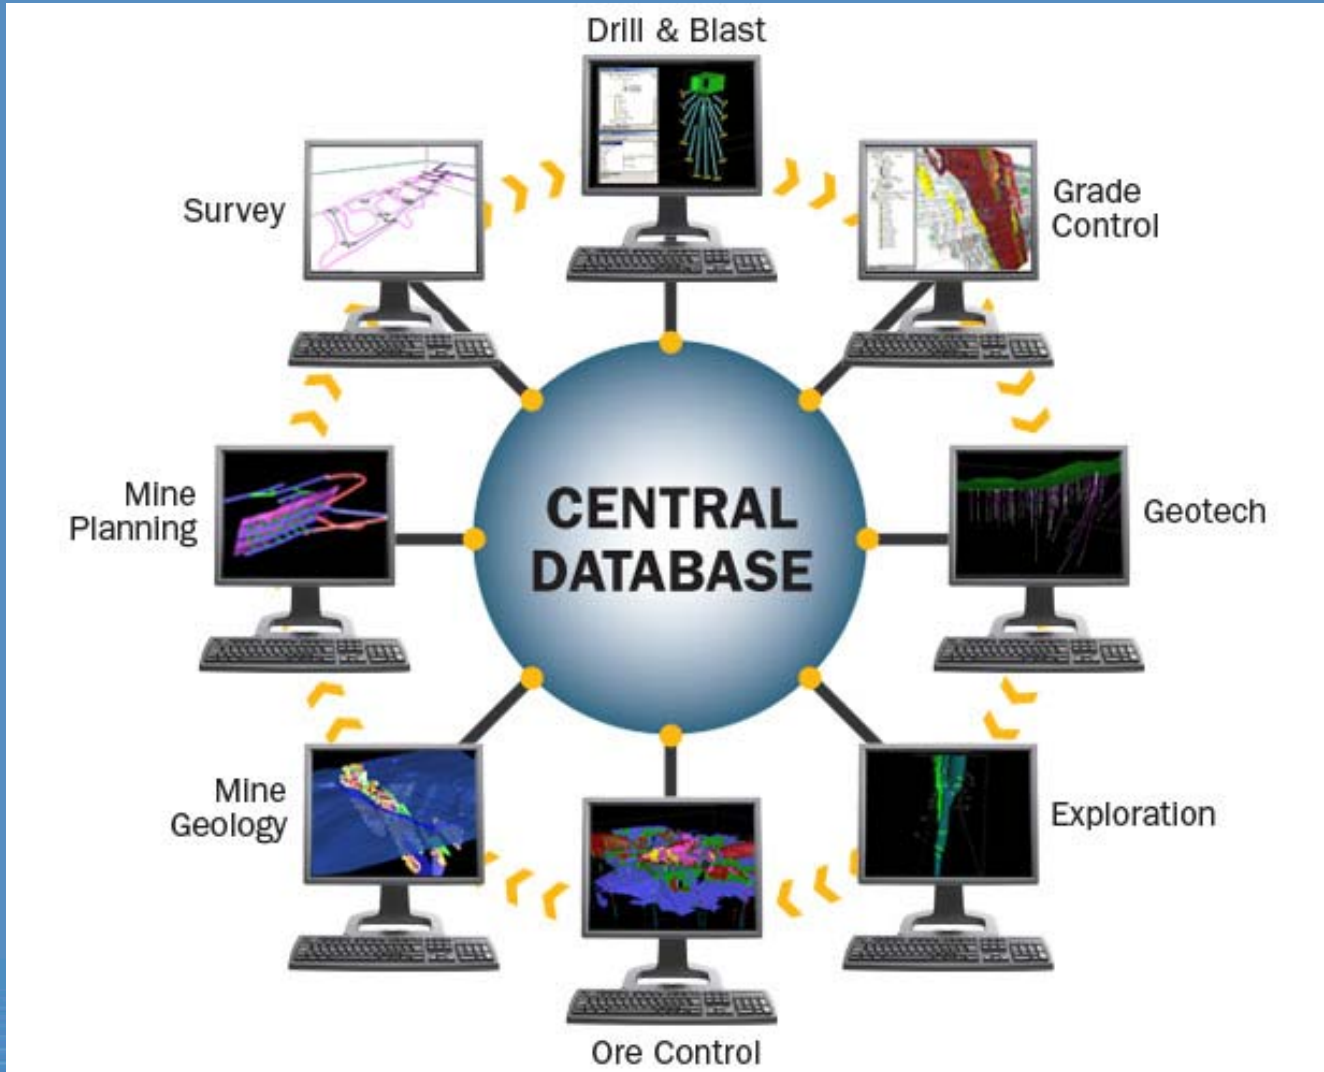 Drill & Blast
Survey
Grade
Control
Mine
Planning
CENTRAL
DATABASE
Geotech
Mine
Geology
Exploration
Ore Control